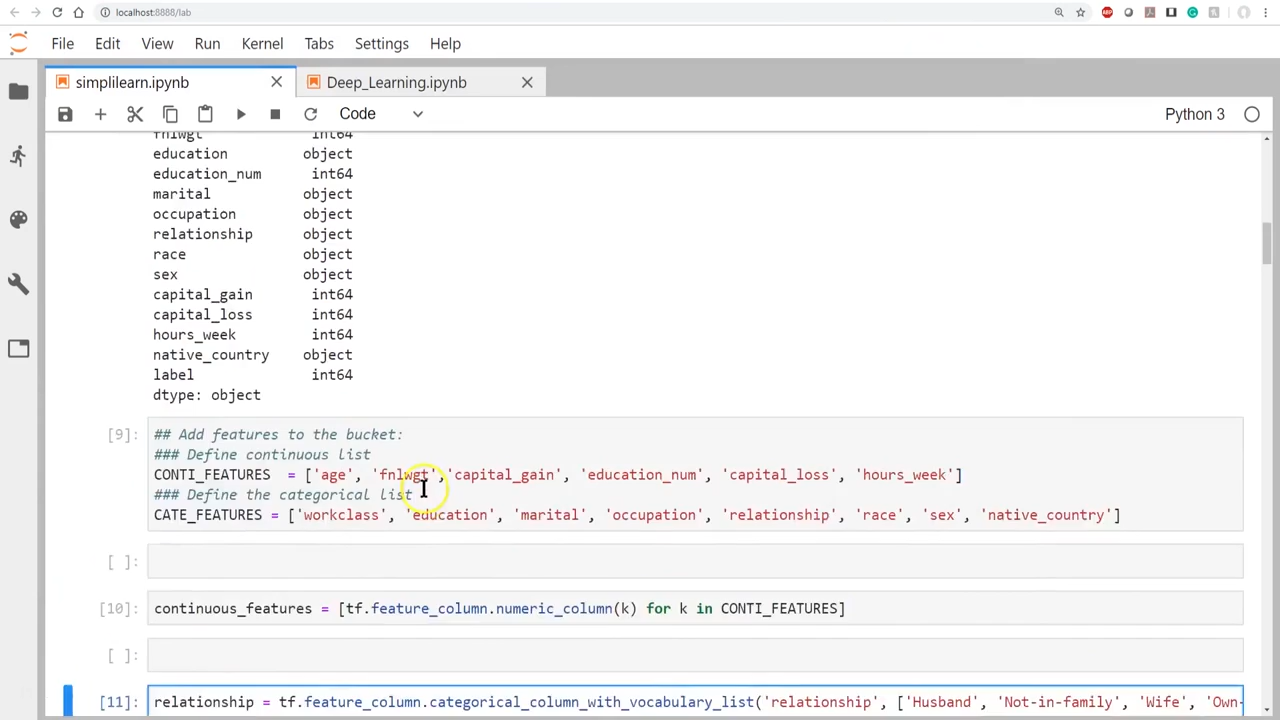 localhost:8888/lab
File Edit View Run Kernel Tabs Settings Help
simplilearn.ipynb
Deep_Learning.ipynb
Code
Python 3
fnlwgt int64
education object
education_num int64
marital object
occupation object
relationship object
race object
sex object
capital_gain int64
capital_loss int64
hours_week int64
native_country object
label int64
dtype: object
[9]: ## Add features to the bucket:
### Define continuous list
CONTI_FEATURES = ['age', 'fnlwgt','capital_gain', 'education_num', 'capital_loss', 'hours_week']
### Define the categorical list
CATE_FEATURES = ['workclass', 'education', 'marital', 'occupation', 'relationship', 'race', 'sex', 'native_country']
[ ]:
[10]: continuous_features = [tf.feature_column.numeric_column(k) for k in CONTI_FEATURES]
[ ]:
[11]: relationship = tf.feature_column.categorical_column_with_vocabulary_list('relationship', ['Husband', 'Not-in-family', 'Wife', 'Own-